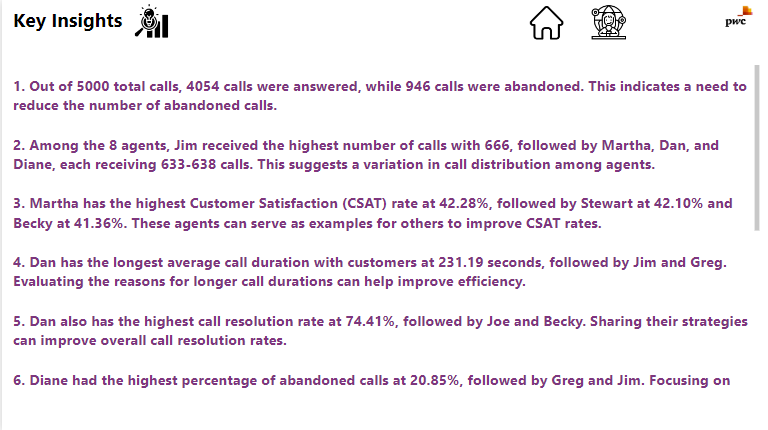 Key Insights
pwc
1. Out of 5000 total calls, 4054 calls were answered, while 946 calls were abandoned. This indicates a need to
reduce the number of abandoned calls.
2. Among the 8 agents, Jim received the highest number of calls with 666, followed by Martha, Dan, and
Diane, each receiving 633-638 calls. This suggests a variation in call distribution among agents.
3. Martha has the highest Customer Satisfaction (CSAT) rate at 42.28%, followed by Stewart at 42.10% and
Becky at 41.36%. These agents can serve as examples for others to improve CSAT rates.
4. Dan has the longest average call duration with customers at 231.19 seconds, followed by Jim and Greg.
Evaluating the reasons for longer call durations can help improve efficiency.
5. Dan also has the highest call resolution rate at 74.41%, followed by Joe and Becky. Sharing their strategies
can improve overall call resolution rates.
6. Diane had the highest percentage of abandoned calls at 20.85%, followed by Greg and Jim. Focusing on